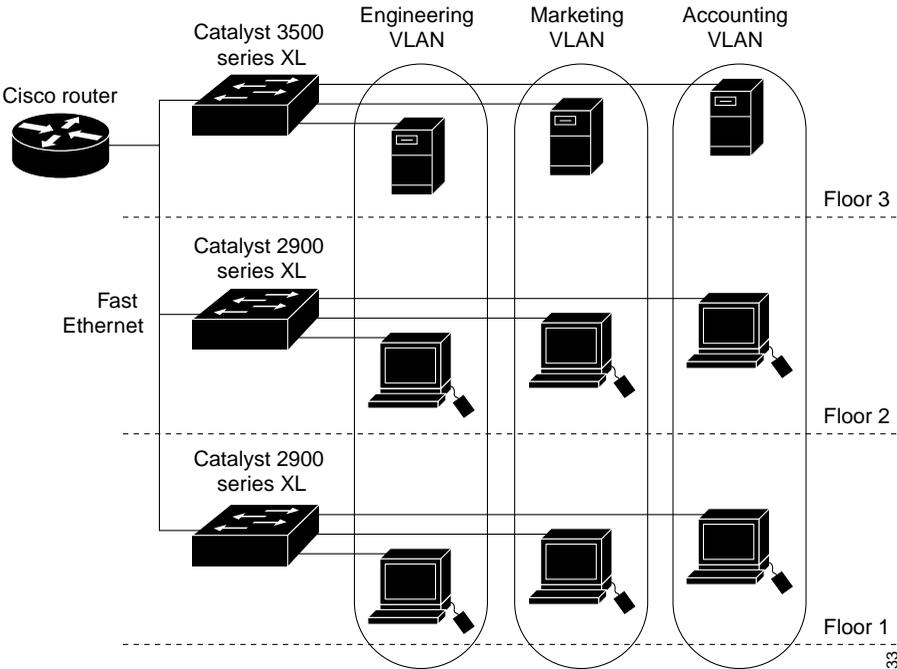 Engineering
VLAN
Marketing
VLAN
Accounting
VLAN
Catalyst 3500
series XL
Cisco router
Floor 3
Catalyst 2900
series XL
Fast
Ethernet
Floor 2
Catalyst 2900
series XL
Floor 1
33